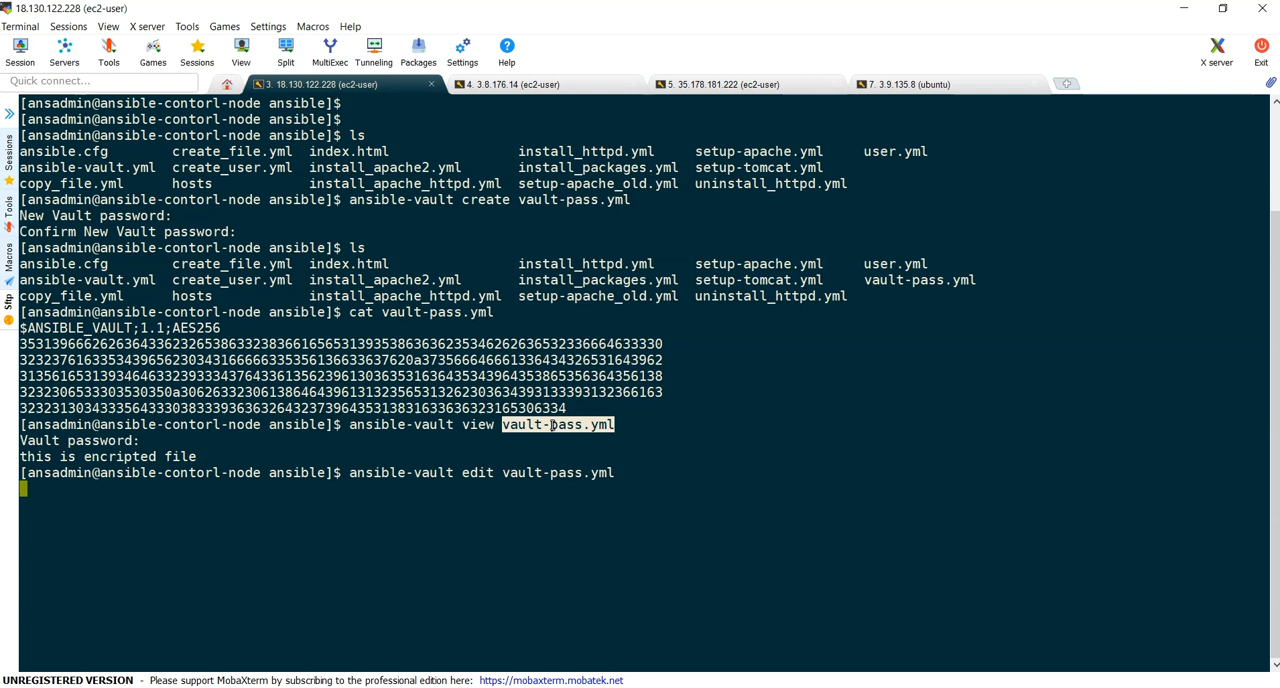 18.130.122.228 (ec2-user)
Terminal Sessions View X server Tools Games Settings Macros Help
Session Servers Tools Games Sessions View Split MultiExec Tunneling Packages Settings Help X server Exit
Quick connect... 3. 18.130.122.228 (ec2-user) 4. 3.8.176.14 (ec2-user) 5. 35.178.181.222 (ec2-user) 7. 3.9.135.8 (ubuntu)
Sessions
Tools
Macros
Sftp
[ansadmin@ansible-contorl-node ansible]$
[ansadmin@ansible-contorl-node ansible]$
[ansadmin@ansible-contorl-node ansible]$ ls
ansible.cfg create_file.yml index.html install_httpd.yml setup-apache.yml user.yml
ansible-vault.yml create_user.yml install_apache2.yml install_packages.yml setup-tomcat.yml
copy_file.yml hosts install_apache_httpd.yml setup-apache_old.yml uninstall_httpd.yml
[ansadmin@ansible-contorl-node ansible]$ ansible-vault create vault-pass.yml
New Vault password:
Confirm New Vault password:
[ansadmin@ansible-contorl-node ansible]$ ls
ansible.cfg create_file.yml index.html install_httpd.yml setup-apache.yml user.yml
ansible-vault.yml create_user.yml install_apache2.yml install_packages.yml setup-tomcat.yml vault-pass.yml
copy_file.yml hosts install_apache_httpd.yml setup-apache_old.yml uninstall_httpd.yml
[ansadmin@ansible-contorl-node ansible]$ cat vault-pass.yml
$ANSIBLE_VAULT;1.1;AES256
[ansadmin@ansible-contorl-node ansible]$ ansible-vault view vault-pass.yml
Vault password:
this is encripted file
[ansadmin@ansible-contorl-node ansible]$ ansible-vault edit vault-pass.yml
UNREGISTERED VERSION - Please support MobaXterm by subscribing to the professional edition here: https://mobaxterm.mobatek.net